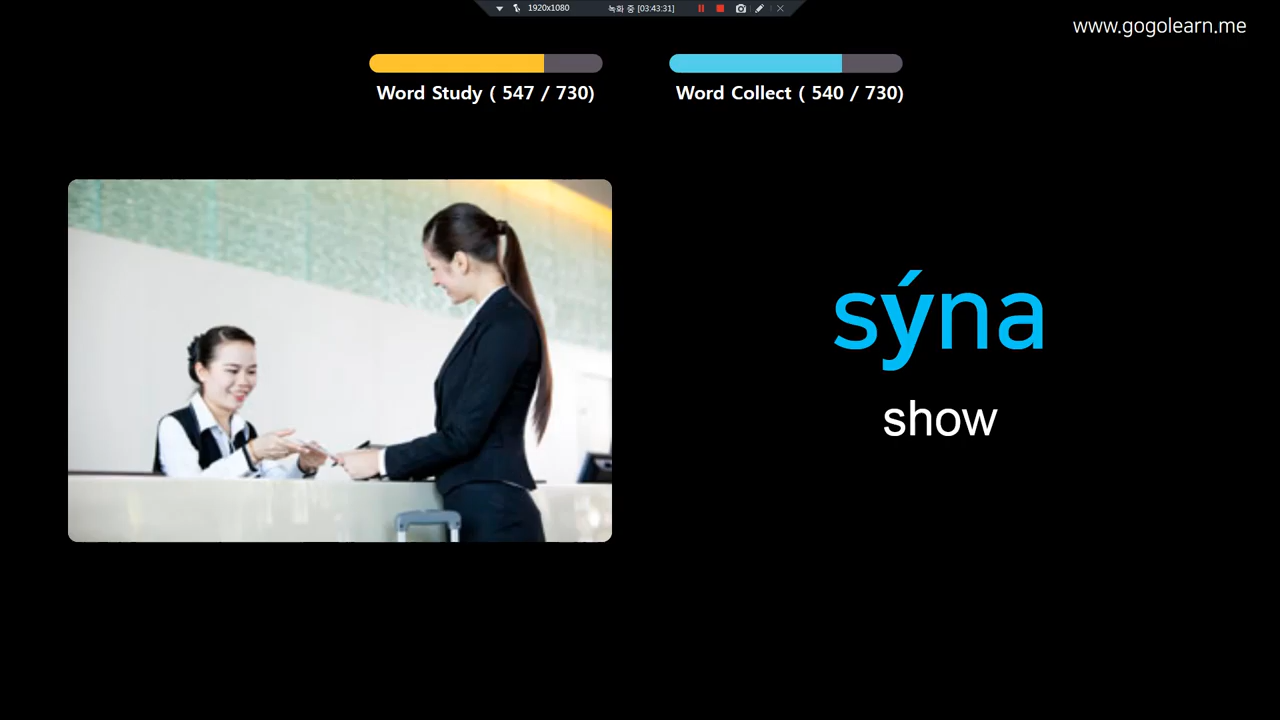 1920x1080 녹화 중 [03:43:31]
www.gogolearn.me
Word Study ( 547 / 730)
Word Collect ( 540 / 730)
sýna
show